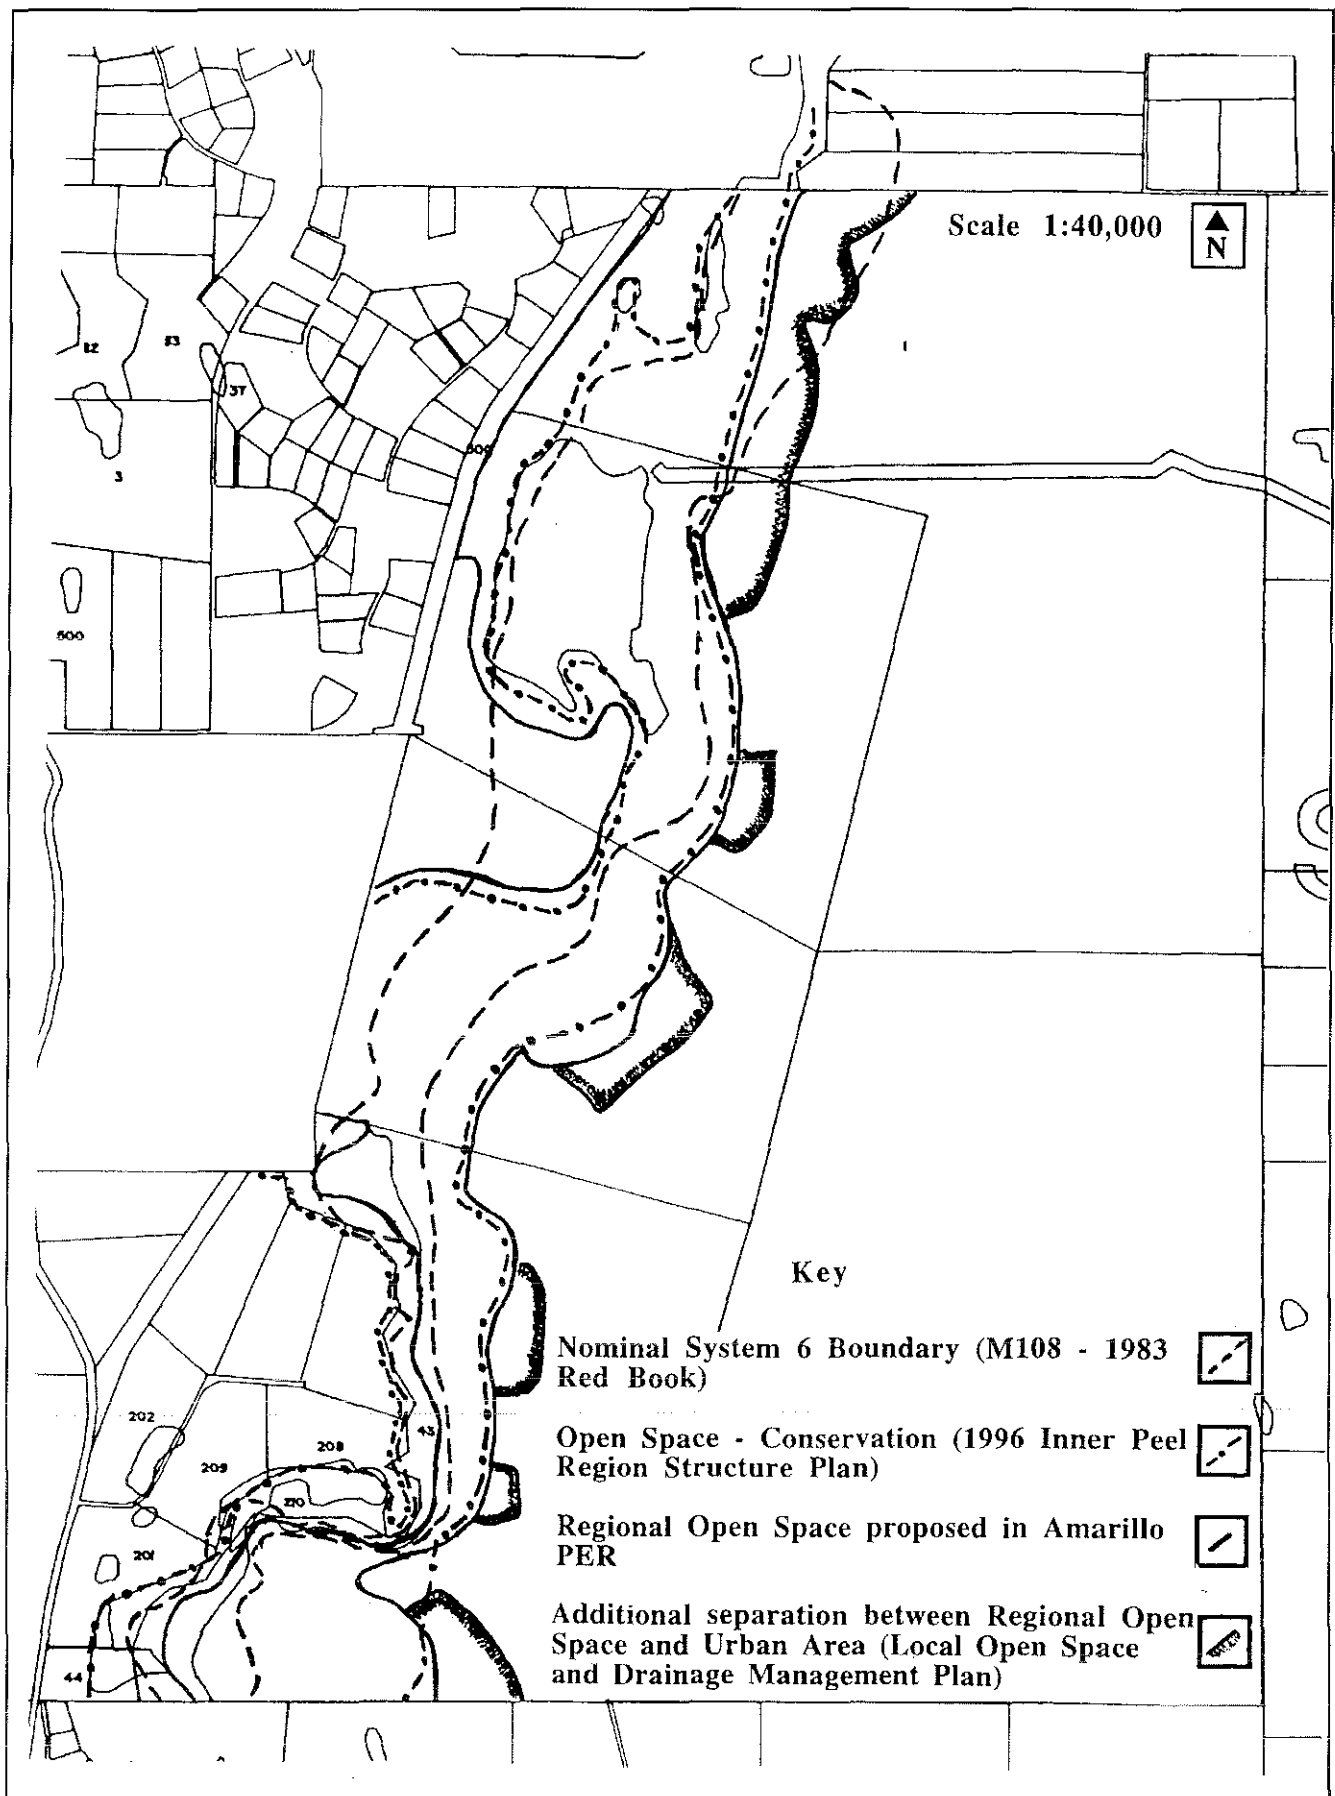 Scale 1:40,000
N
82
83
37
3
509
500
Key
Nominal System 6 Boundary (M108 - 1983
Red Book)
Open Space - Conservation (1996 Inner Peel
Region Structure Plan)
Regional Open Space proposed in Amarillo
PER
Additional separation between Regional Open
Space and Urban Area (Local Open Space
and Drainage Management Plan)
202
208
43
209
210
201
44